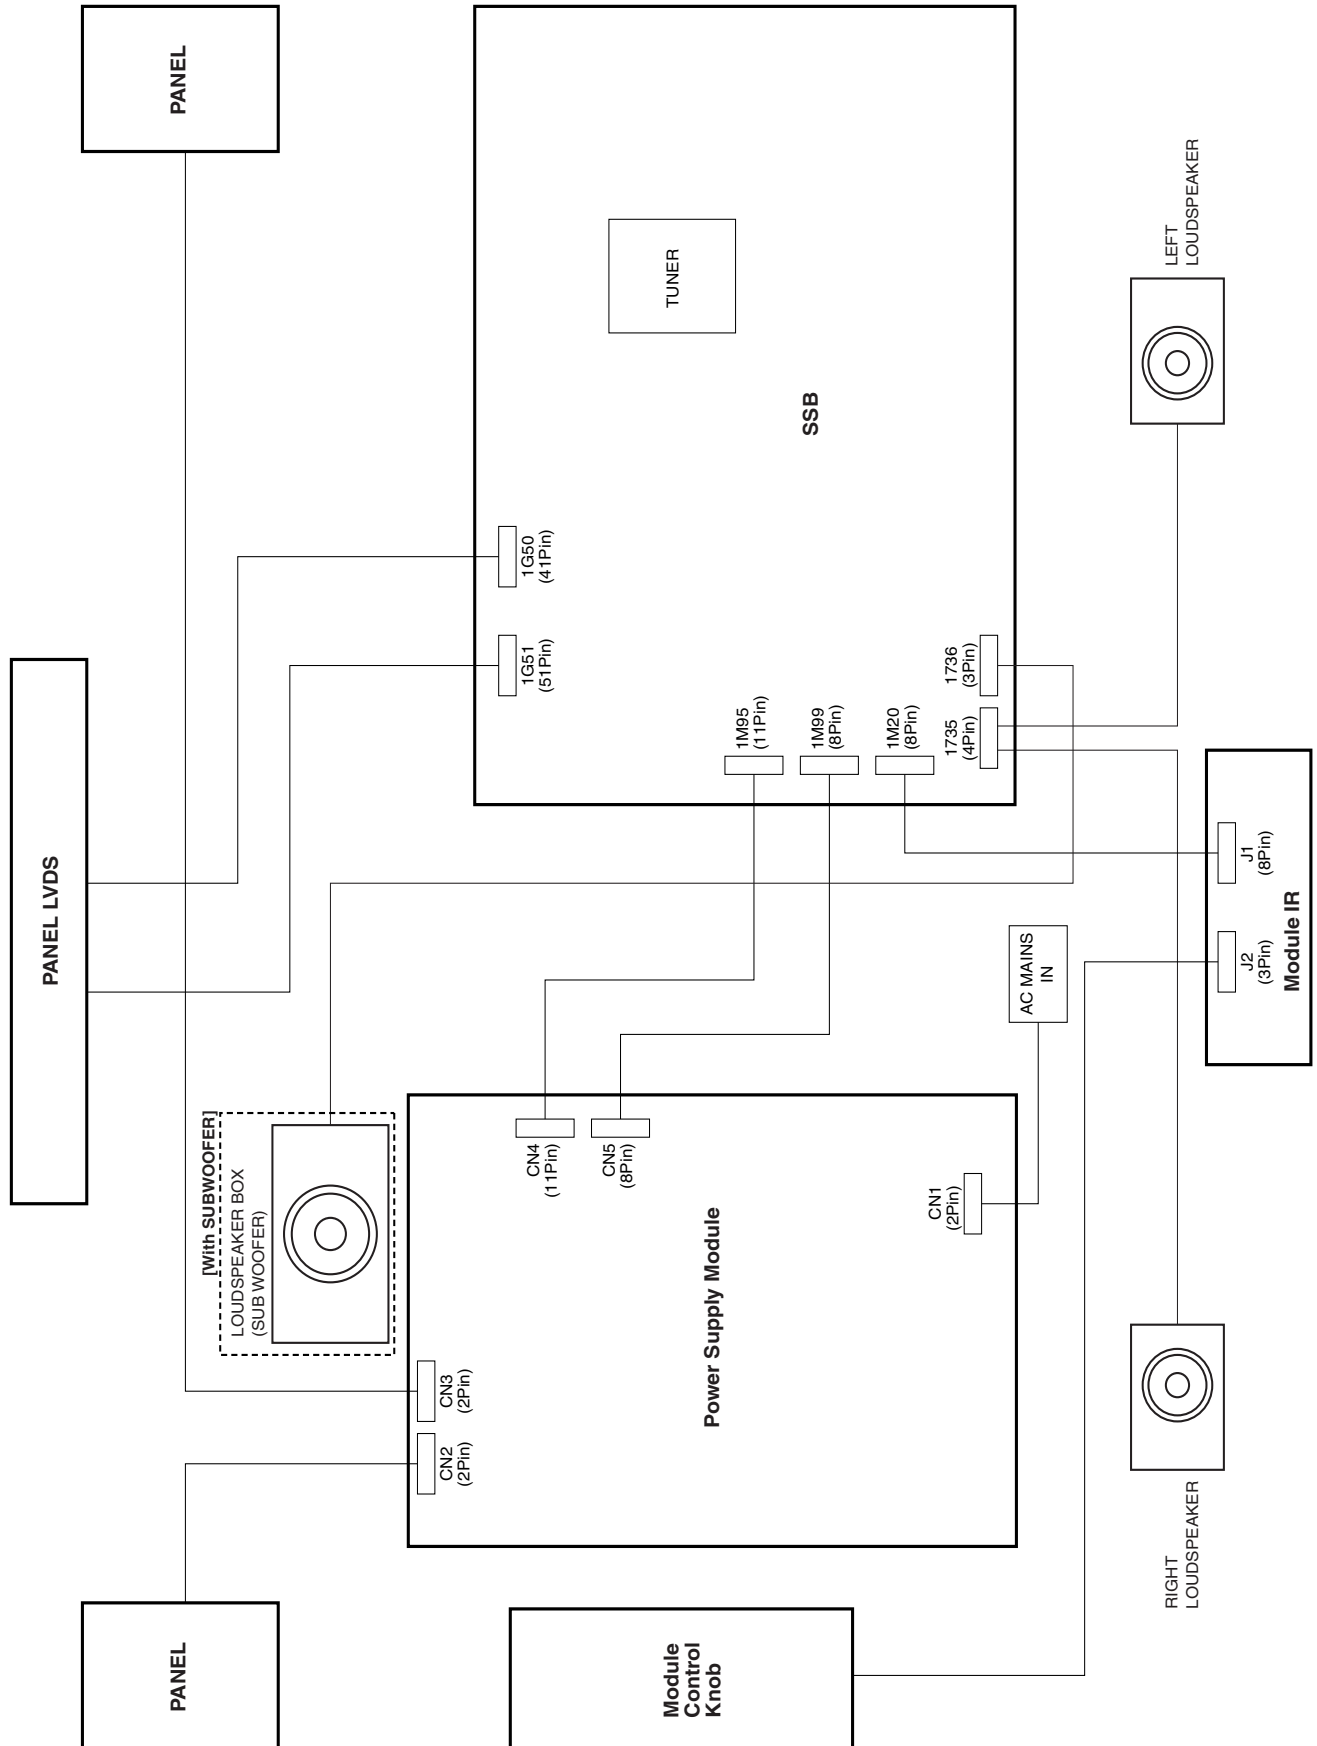 PANEL
TUNER
SSB
LEFT
LOUDSPEAKER
1G50
(41Pin)
1G51
(51Pin)
1M95
(11Pin)
1M99
(8Pin)
1M20
(8Pin)
1736
(3Pin)
1735
(4Pin)
PANEL LVDS
J1
(8Pin)
J2
(3Pin)
Module IR
AC MAINS
IN
[With SUBWOOFER]
LOUDSPEAKER BOX
(SUB WOOFER)
CN4
(11Pin)
CN5
(8Pin)
CN1
(2Pin)
Power Supply Module
CN3
(2Pin)
CN2
(2Pin)
RIGHT
LOUDSPEAKER
PANEL
Module
Control
Knob